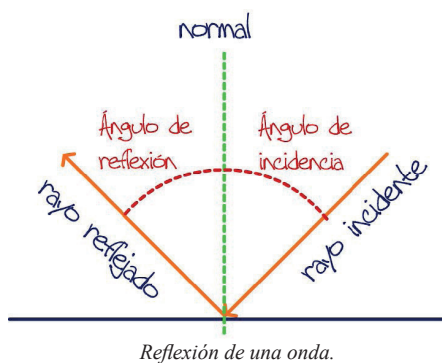 normal
Ángulo de
reflexión
Ángulo de
incidencia
rayo reflejado
rayo incidente
Reflexión de una onda.